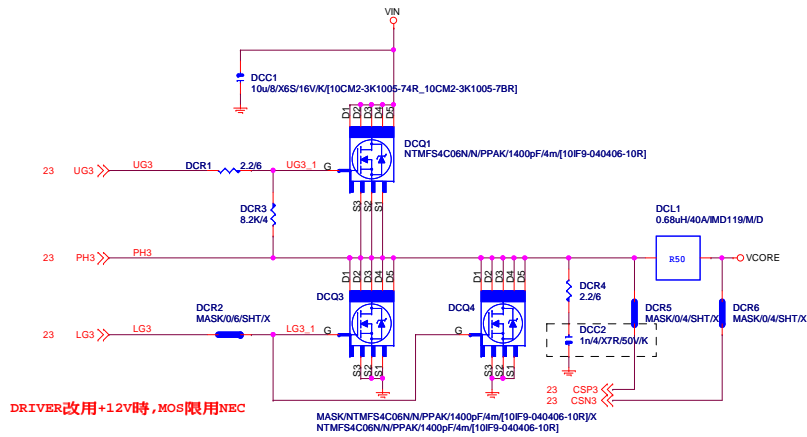 VIN
DCC1
10u/8/X6S/16V/K/[10CM2-3K1005-74R_10CM2-3K1005-7BR]
D1
D2
D3
D4
D5
DCQ1
NTMFS4C06N/N/PPAK/1400pF/4m/[10IF9-040406-10R]
23 UG3
UG3
DCR1
2.2/6
UG3_1
G
S3
S2
S1
DCR3
8.2K/4
DCL1
0.68uH/40A/IMD119/M/D
23 PH3
PH3
R50
VCORE
D1
D2
D3
D4
D5
D1
D2
D3
D4
D5
DCR2
MASK/0/6/SHT/X
DCQ3
DCQ4
DCR4
2.2/6
DCR5
MASK/0/4/SHT/X
DCR6
MASK/0/4/SHT/X
23 LG3
LG3
LG3_1
G
G
DCC2
1n/4/X7R/50V/K
S3
S2
S1
S3
S2
S1
23 CSP3
23 CSN3
DRIVER改用+12V時,MOS限用NEC
MASK/NTMFS4C06N/N/PPAK/1400pF/4m/[10IF9-040406-10R]/X
NTMFS4C06N/N/PPAK/1400pF/4m/[10IF9-040406-10R]